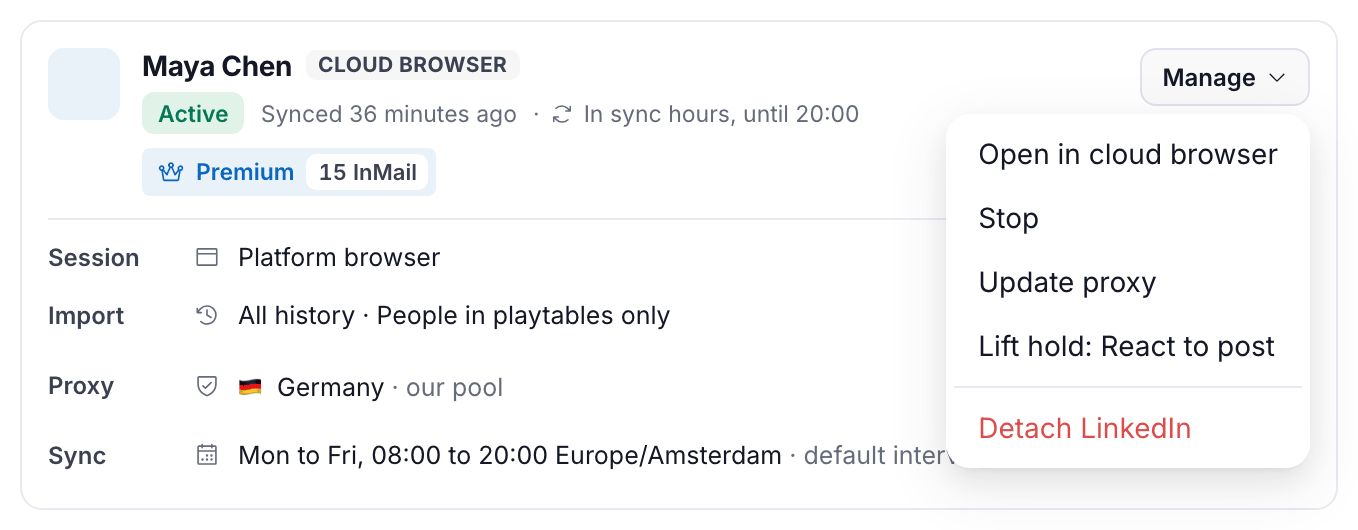 Maya Chen CLOUD BROWSER
Manage
Active Synced 36 minutes ago · In sync hours, until 20:00
Premium 15 InMail
Open in cloud browser
Stop
Update proxy
Lift hold: React to post
Detach LinkedIn
Session Platform browser
Import All history · People in playtables only
Proxy Germany · our pool
Sync Mon to Fri, 08:00 to 20:00 Europe/Amsterdam · default